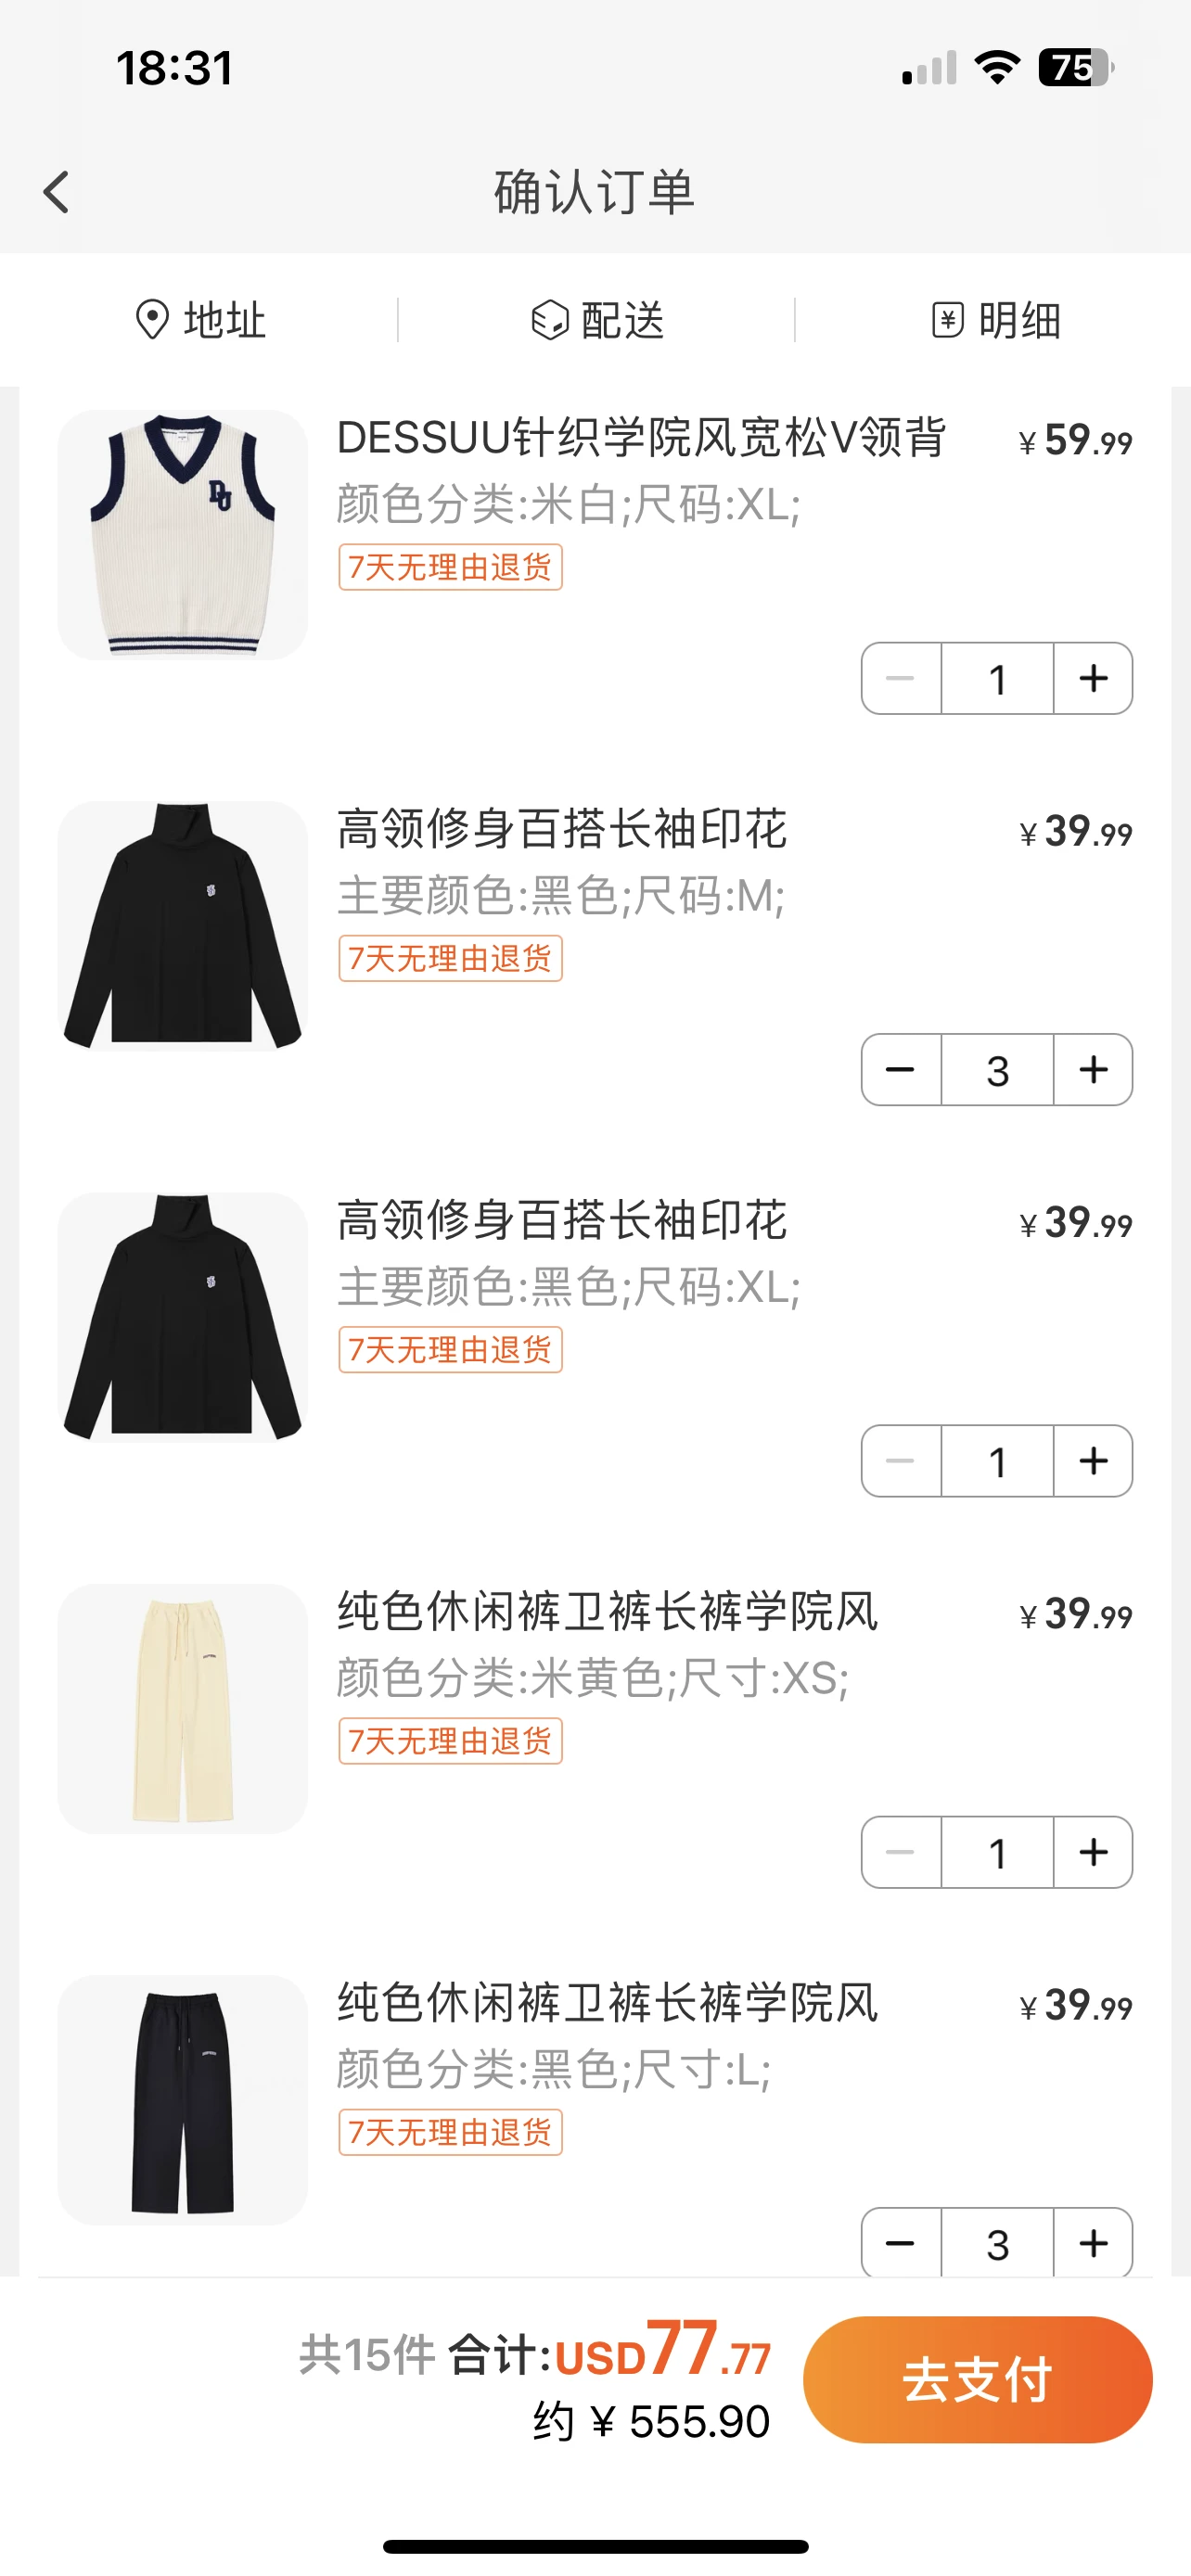 18:31
75
确认订单
地址
配送
明细
DESSUU针织学院风宽松V领背
¥ 59.99
颜色分类:米白;尺码:XL;
7天无理由退货
1
高领修身百搭长袖印花
¥ 39.99
主要颜色:黑色;尺码:M;
7天无理由退货
3
高领修身百搭长袖印花
¥ 39.99
主要颜色:黑色;尺码:XL;
7天无理由退货
1
纯色休闲裤卫裤长裤学院风
¥ 39.99
颜色分类:米黄色;尺寸:XS;
7天无理由退货
1
纯色休闲裤卫裤长裤学院风
¥ 39.99
颜色分类:黑色;尺寸:L;
7天无理由退货
3
共15件 合计:USD77.77
约 ¥ 555.90
去支付